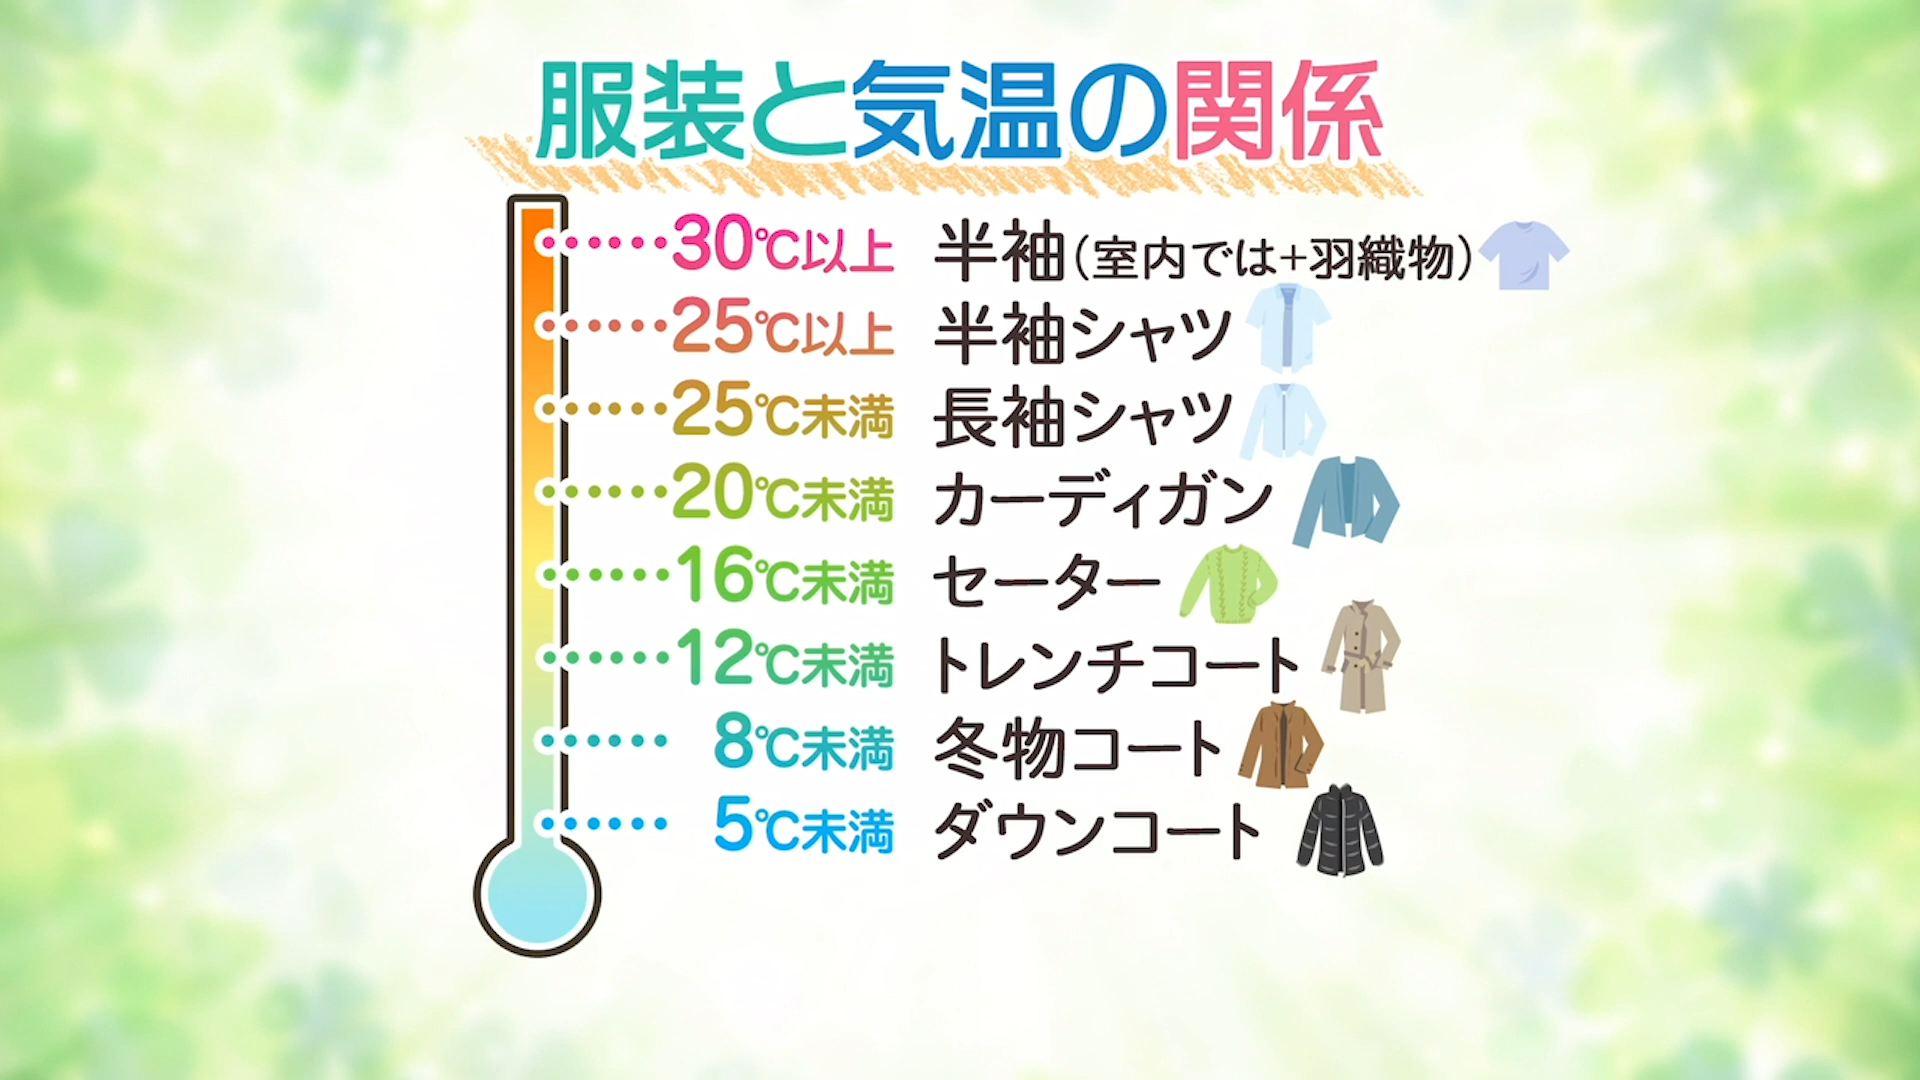 服装と気温の関係
30℃以上 半袖(室内では+羽織物)
25℃以上 半袖シャツ
25℃未満 長袖シャツ
20℃未満 カーディガン
16℃未満 セーター
12℃未満 トレンチコート
8℃未満 冬物コート
5℃未満 ダウンコート